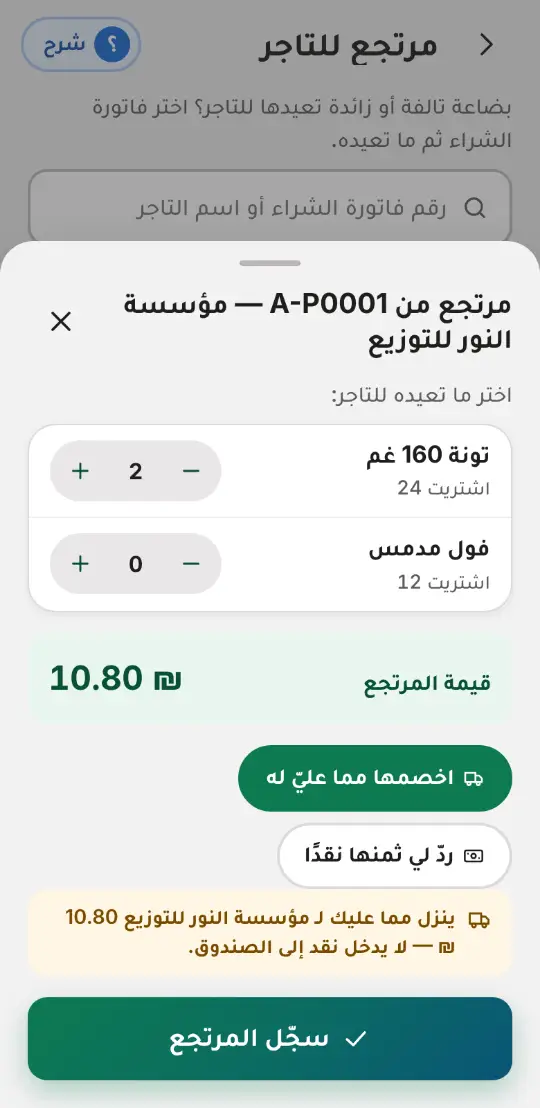 مرتجع للتاجر
؟ شرح
بضاعة تالفة أو زائدة تعيدها للتاجر؟ اختر فاتورة
الشراء ثم ما تعيده.
رقم فاتورة الشراء أو اسم التاجر
مرتجع من A-P0001 — مؤسسة
النور للتوزيع
اختر ما تعيده للتاجر:
تونة 160 غم
اشتريت 24
− 2 +
فول مدمس
اشتريت 12
− 0 +
قيمة المرتجع
10.80 ₪
اخصمها مما عليّ له
ردّ لي ثمنها نقدًا
ينزل مما عليك لـ مؤسسة النور للتوزيع 10.80
₪ — لا يدخل نقد إلى الصندوق.
سجّل المرتجع